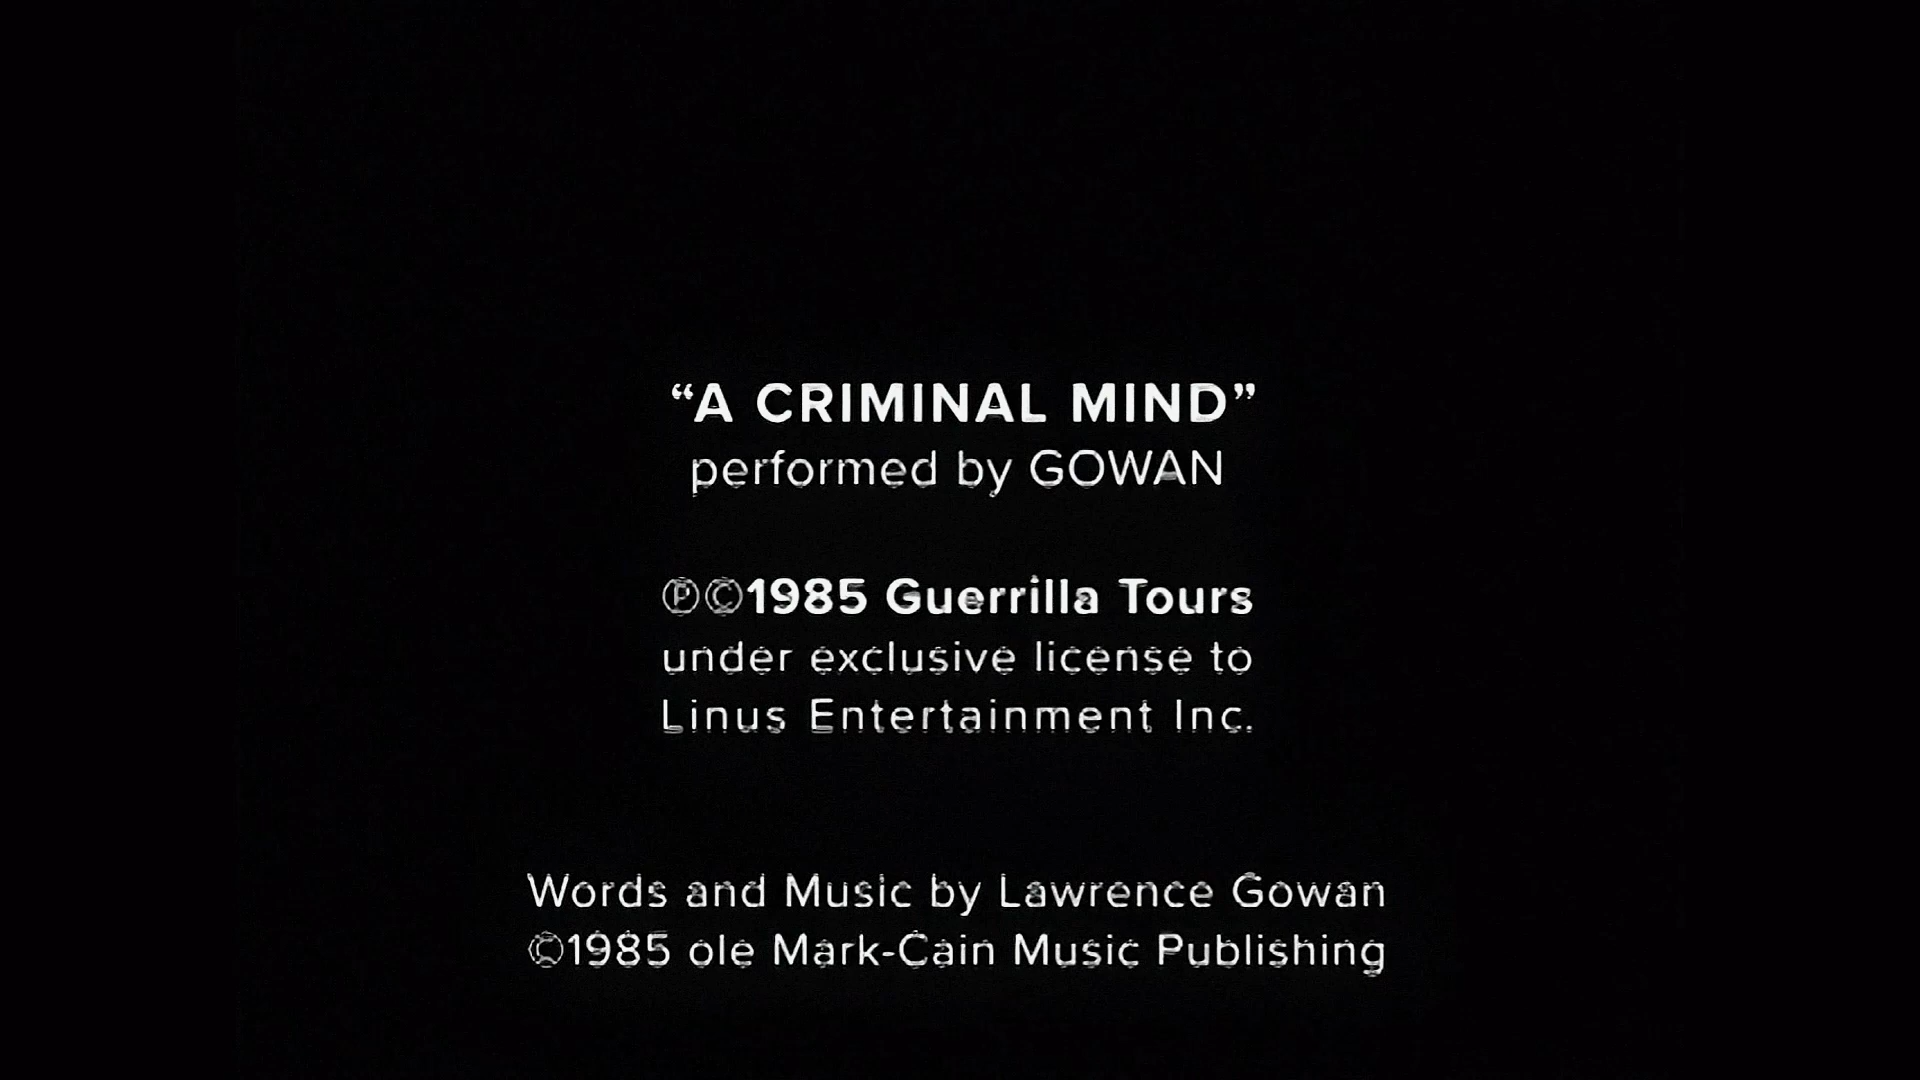 “A CRIMINAL MIND”
performed by GOWAN
℗©1985 Guerrilla Tours
under exclusive license to
Linus Entertainment Inc.
Words and Music by Lawrence Gowan
©1985 ole Mark-Cain Music Publishing